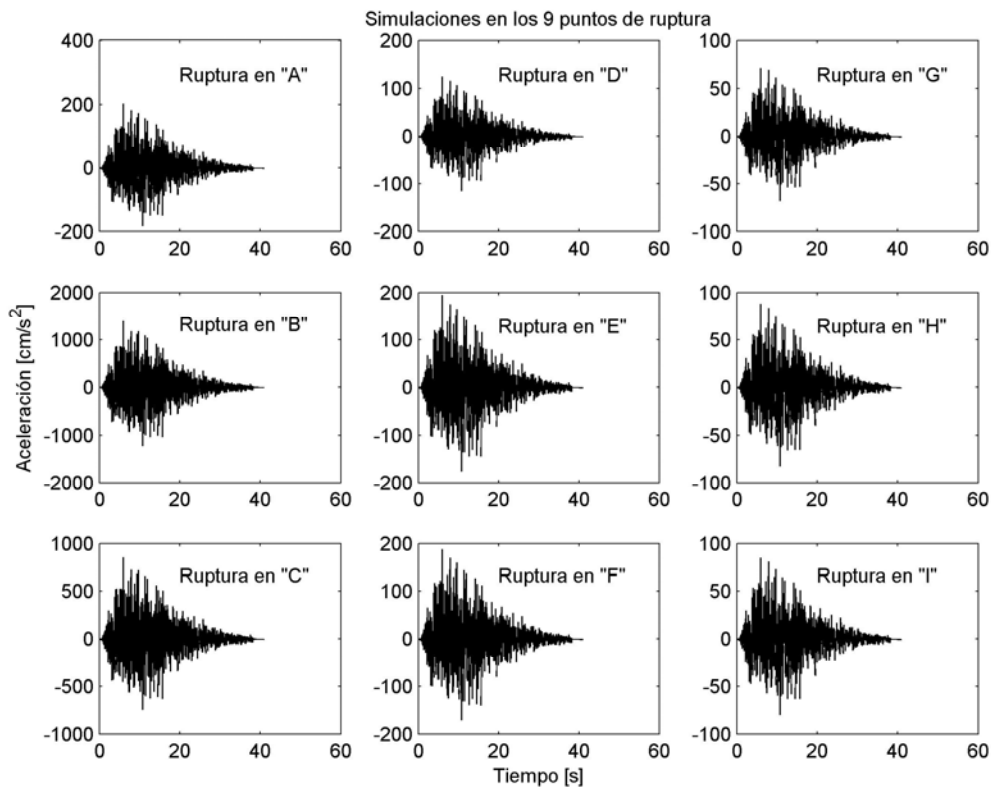 Simulaciones en los 9 puntos de ruptura
400
200
0
-200
0 20 40 60
Ruptura en "A"
200
100
0
-100
-200
0 20 40 60
Ruptura en "D"
100
50
0
-50
-100
0 20 40 60
Ruptura en "G"
Aceleración [cm/s²]
2000
1000
0
-1000
-2000
0 20 40 60
Ruptura en "B"
200
100
0
-100
-200
0 20 40 60
Ruptura en "E"
100
50
0
-50
-100
0 20 40 60
Ruptura en "H"
1000
500
0
-500
-1000
0 20 40 60
Ruptura en "C"
200
100
0
-100
-200
0 20 40 60
Ruptura en "F"
100
50
0
-50
-100
0 20 40 60
Ruptura en "I"
Tiempo [s]